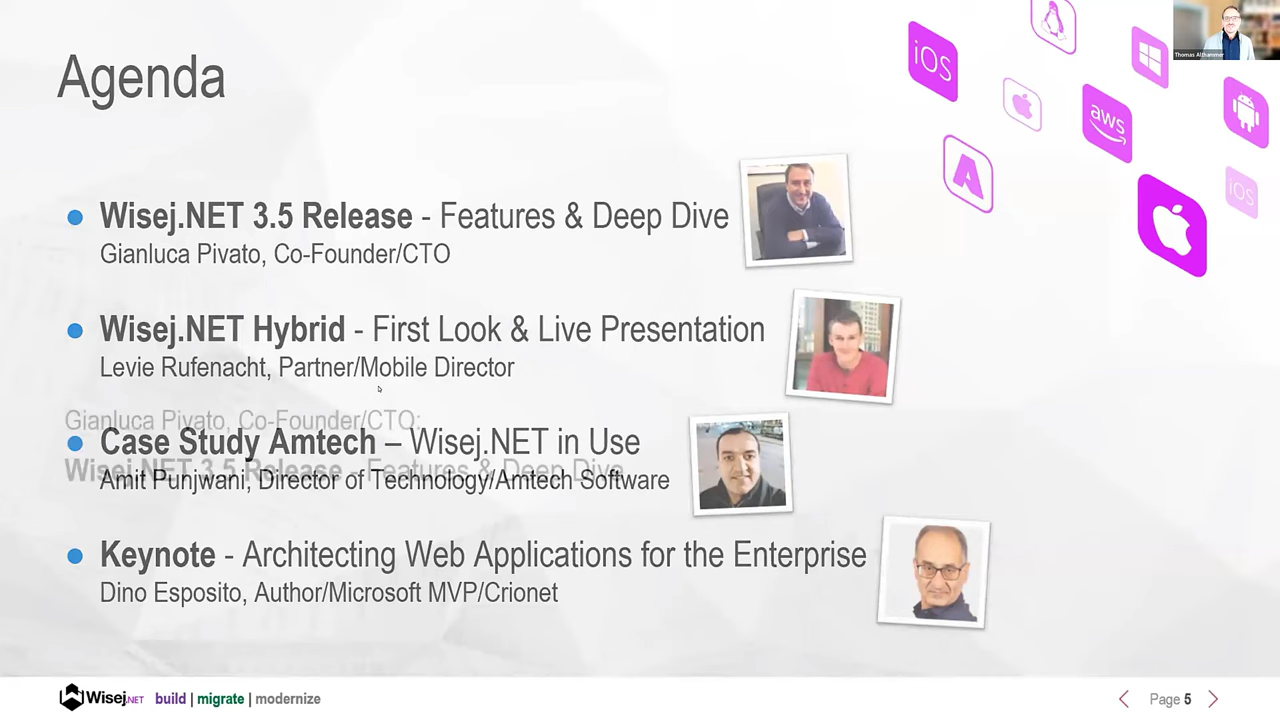 Agenda
iOS
aws
iOS
Thomas Althammer
Wisej.NET 3.5 Release - Features & Deep Dive
Gianluca Pivato, Co-Founder/CTO
Wisej.NET Hybrid - First Look & Live Presentation
Levie Rufenacht, Partner/Mobile Director
Gianluca Pivato, Co-Founder/CTO:
Case Study Amtech – Wisej.NET in Use
Wisej.NET 3.5 Release - Features & Deep Dive
Amit Punjwani, Director of Technology/Amtech Software
Keynote - Architecting Web Applications for the Enterprise
Dino Esposito, Author/Microsoft MVP/Crionet
Wisej.NET build | migrate | modernize
Page 5